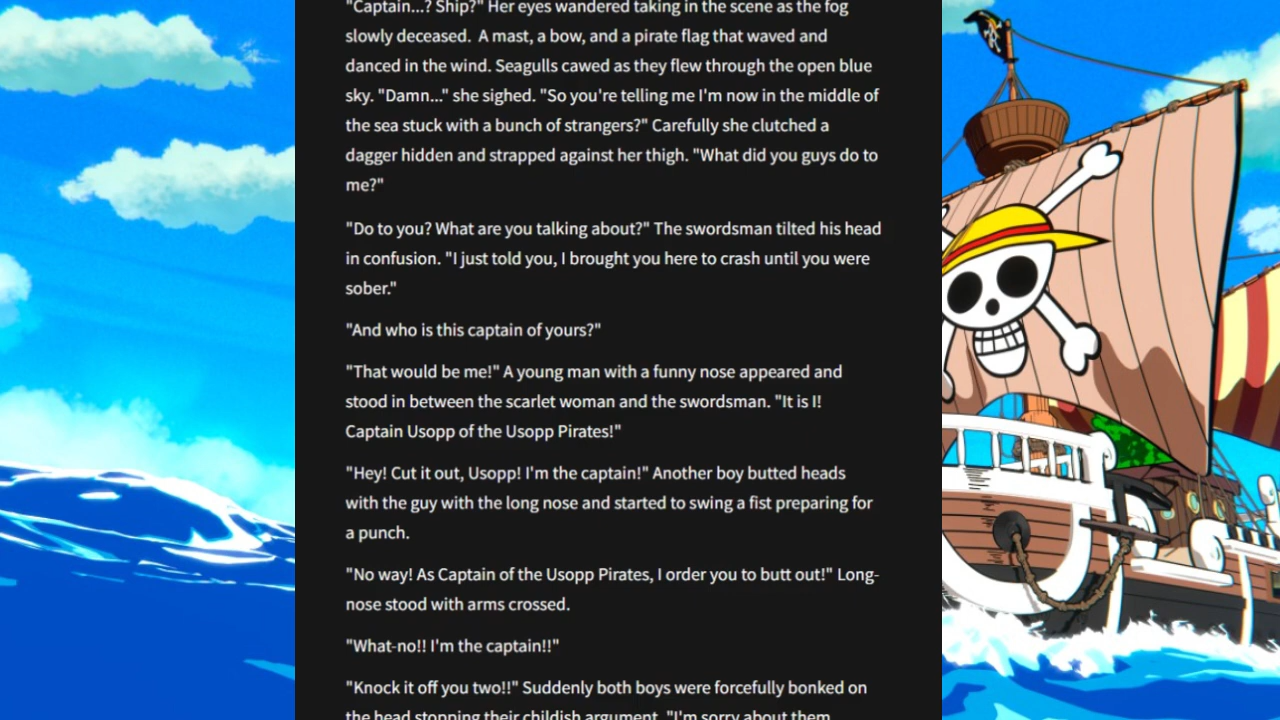 "Captain...? Ship?" Her eyes wandered taking in the scene as the fog
slowly deceased. A mast, a bow, and a pirate flag that waved and
danced in the wind. Seagulls cawed as they flew through the open blue
sky. "Damn..." she sighed. "So you're telling me I'm now in the middle of
the sea stuck with a bunch of strangers?" Carefully she clutched a
dagger hidden and strapped against her thigh. "What did you guys do to
me?"
"Do to you? What are you talking about?" The swordsman tilted his head
in confusion. "I just told you, I brought you here to crash until you were
sober."
"And who is this captain of yours?"
"That would be me!" A young man with a funny nose appeared and
stood in between the scarlet woman and the swordsman. "It is I!
Captain Usopp of the Usopp Pirates!"
"Hey! Cut it out, Usopp! I'm the captain!" Another boy butted heads
with the guy with the long nose and started to swing a fist preparing for
a punch.
"No way! As Captain of the Usopp Pirates, I order you to butt out!" Long-
nose stood with arms crossed.
"What-no!! I'm the captain!!"
"Knock it off you two!!" Suddenly both boys were forcefully bonked on
the head stopping their childish argument. "I'm sorry about them